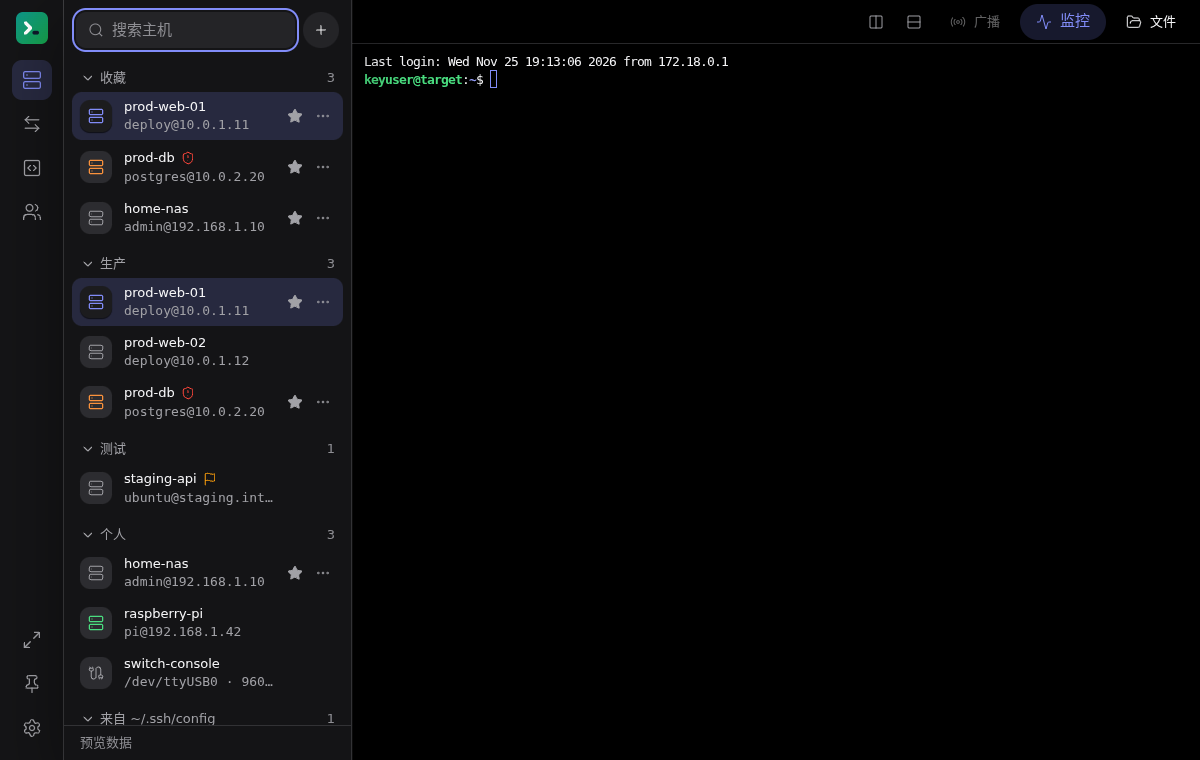 搜索主机
广播
监控
文件
收藏 3
prod-web-01
deploy@10.0.1.11
prod-db
postgres@10.0.2.20
home-nas
admin@192.168.1.10
生产 3
prod-web-01
deploy@10.0.1.11
prod-web-02
deploy@10.0.1.12
prod-db
postgres@10.0.2.20
测试 1
staging-api
ubuntu@staging.int…
个人 3
home-nas
admin@192.168.1.10
raspberry-pi
pi@192.168.1.42
switch-console
/dev/ttyUSB0 · 960…
来自 ~/.ssh/config 1
预览数据
Last login: Wed Nov 25 19:13:06 2026 from 172.18.0.1
keyuser@target:~$